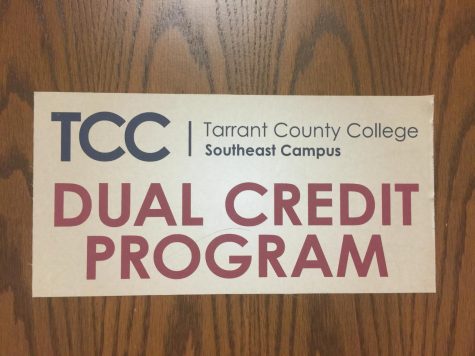 TCC | Tarrant County College
Southeast Campus
DUAL CREDIT
PROGRAM